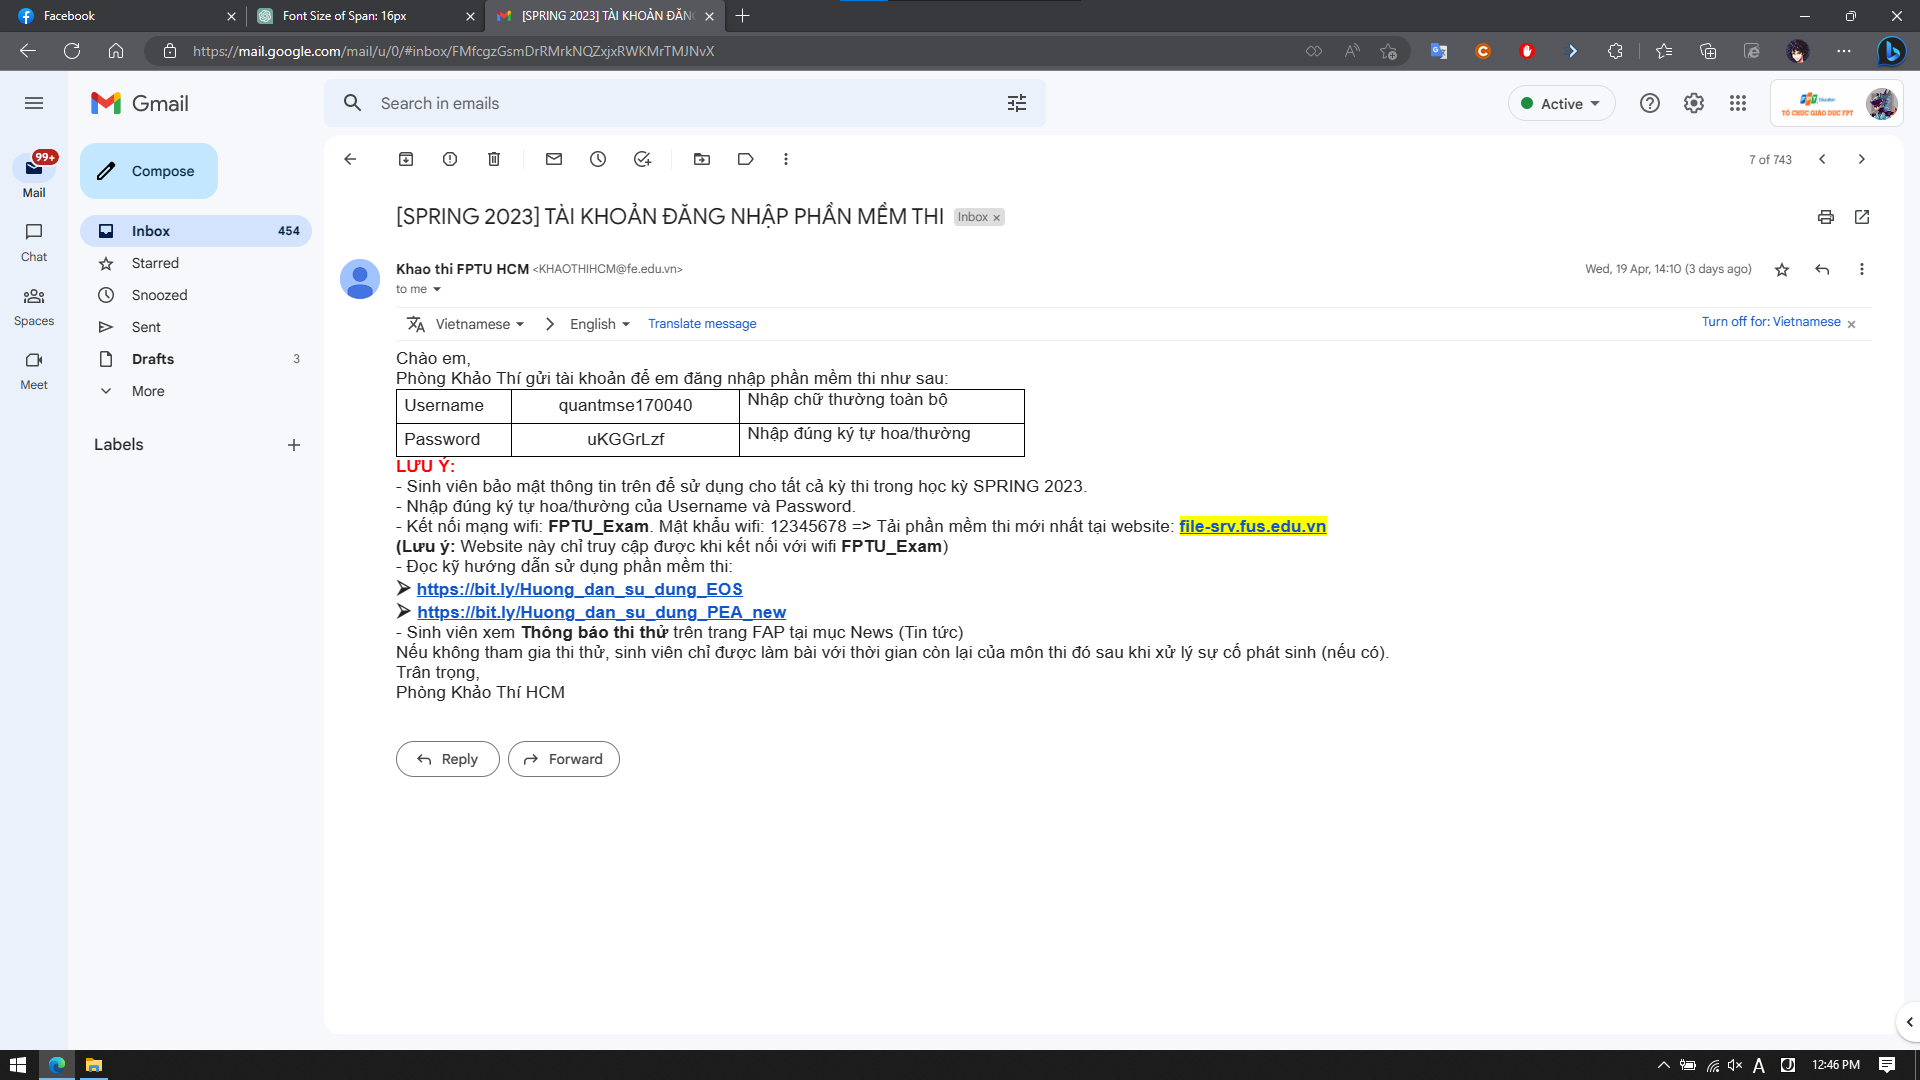 Facebook
Font Size of Span: 16px
[SPRING 2023] TÀI KHOẢN ĐĂN
https://mail.google.com/mail/u/0/#inbox/FMfcgzGsmDrRMrkNQZxjxRWKMrTMJNvX
Gmail
Search in emails
Active
FPT Education
TỔ CHỨC GIÁO DỤC FPT
99+
Mail
Chat
Spaces
Meet
Compose
Inbox 454
Starred
Snoozed
Sent
Drafts 3
More
Labels
7 of 743
[SPRING 2023] TÀI KHOẢN ĐĂNG NHẬP PHẦN MỀM THI Inbox x
Khao thi FPTU HCM <KHAOTHIHCM@fe.edu.vn>
Wed, 19 Apr, 14:10 (3 days ago)
to me
Vietnamese > English Translate message
Turn off for: Vietnamese x
Chào em,
Phòng Khảo Thí gửi tài khoản để em đăng nhập phần mềm thi như sau:
Username quantmse170040 Nhập chữ thường toàn bộ
Password uKGGrLzf Nhập đúng ký tự hoa/thường
LƯU Ý:
- Sinh viên bảo mật thông tin trên để sử dụng cho tất cả kỳ thi trong học kỳ SPRING 2023.
- Nhập đúng ký tự hoa/thường của Username và Password.
- Kết nối mạng wifi: FPTU_Exam. Mật khẩu wifi: 12345678 => Tải phần mềm thi mới nhất tại website: file-srv.fus.edu.vn
(Lưu ý: Website này chỉ truy cập được khi kết nối với wifi FPTU_Exam)
- Đọc kỹ hướng dẫn sử dụng phần mềm thi:
➢ https://bit.ly/Huong_dan_su_dung_EOS
➢ https://bit.ly/Huong_dan_su_dung_PEA_new
- Sinh viên xem Thông báo thi thử trên trang FAP tại mục News (Tin tức)
Nếu không tham gia thi thử, sinh viên chỉ được làm bài với thời gian còn lại của môn thi đó sau khi xử lý sự cố phát sinh (nếu có).
Trân trọng,
Phòng Khảo Thí HCM
Reply
Forward
12:46 PM